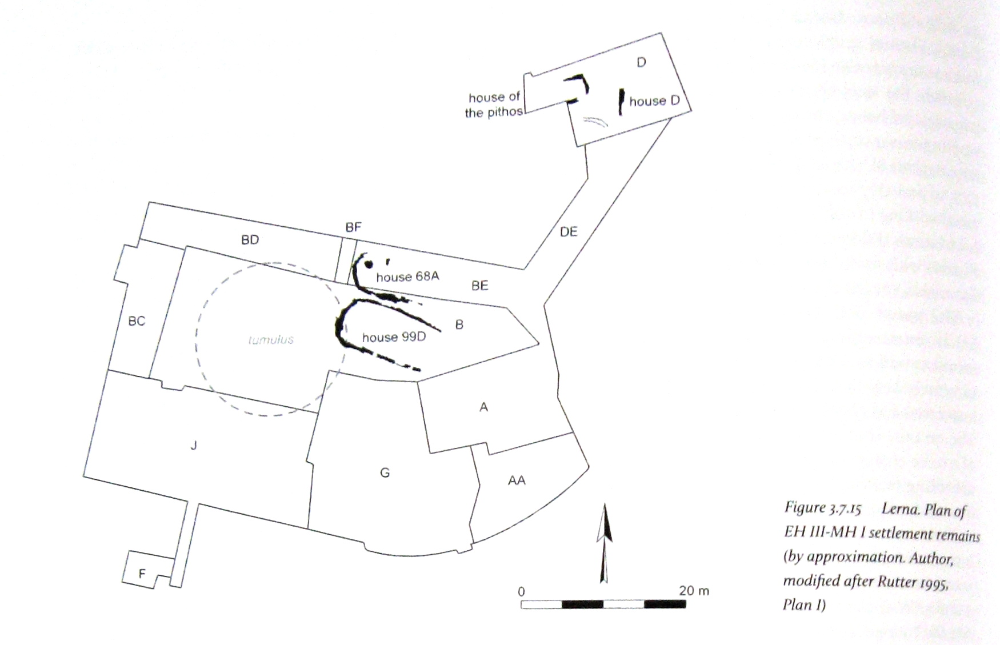 D
house of
the pithos
house D
DE
BF
BD
house 68A
BE
BC
tumulus
house 99D
B
A
J
G
AA
F
0 20 m
Figure 3.7.15 Lerna. Plan of
EH III-MH I settlement remains
(by approximation. Author,
modified after Rutter 1995,
Plan I)